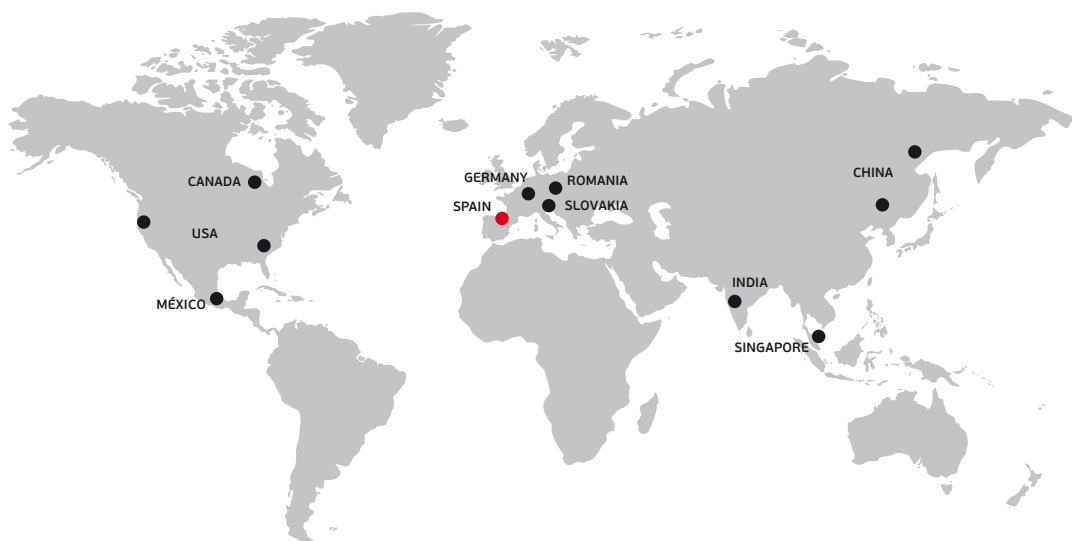 CANADA
GERMANY
ROMANIA
SPAIN
SLOVAKIA
USA
MÉXICO
CHINA
INDIA
SINGAPORE